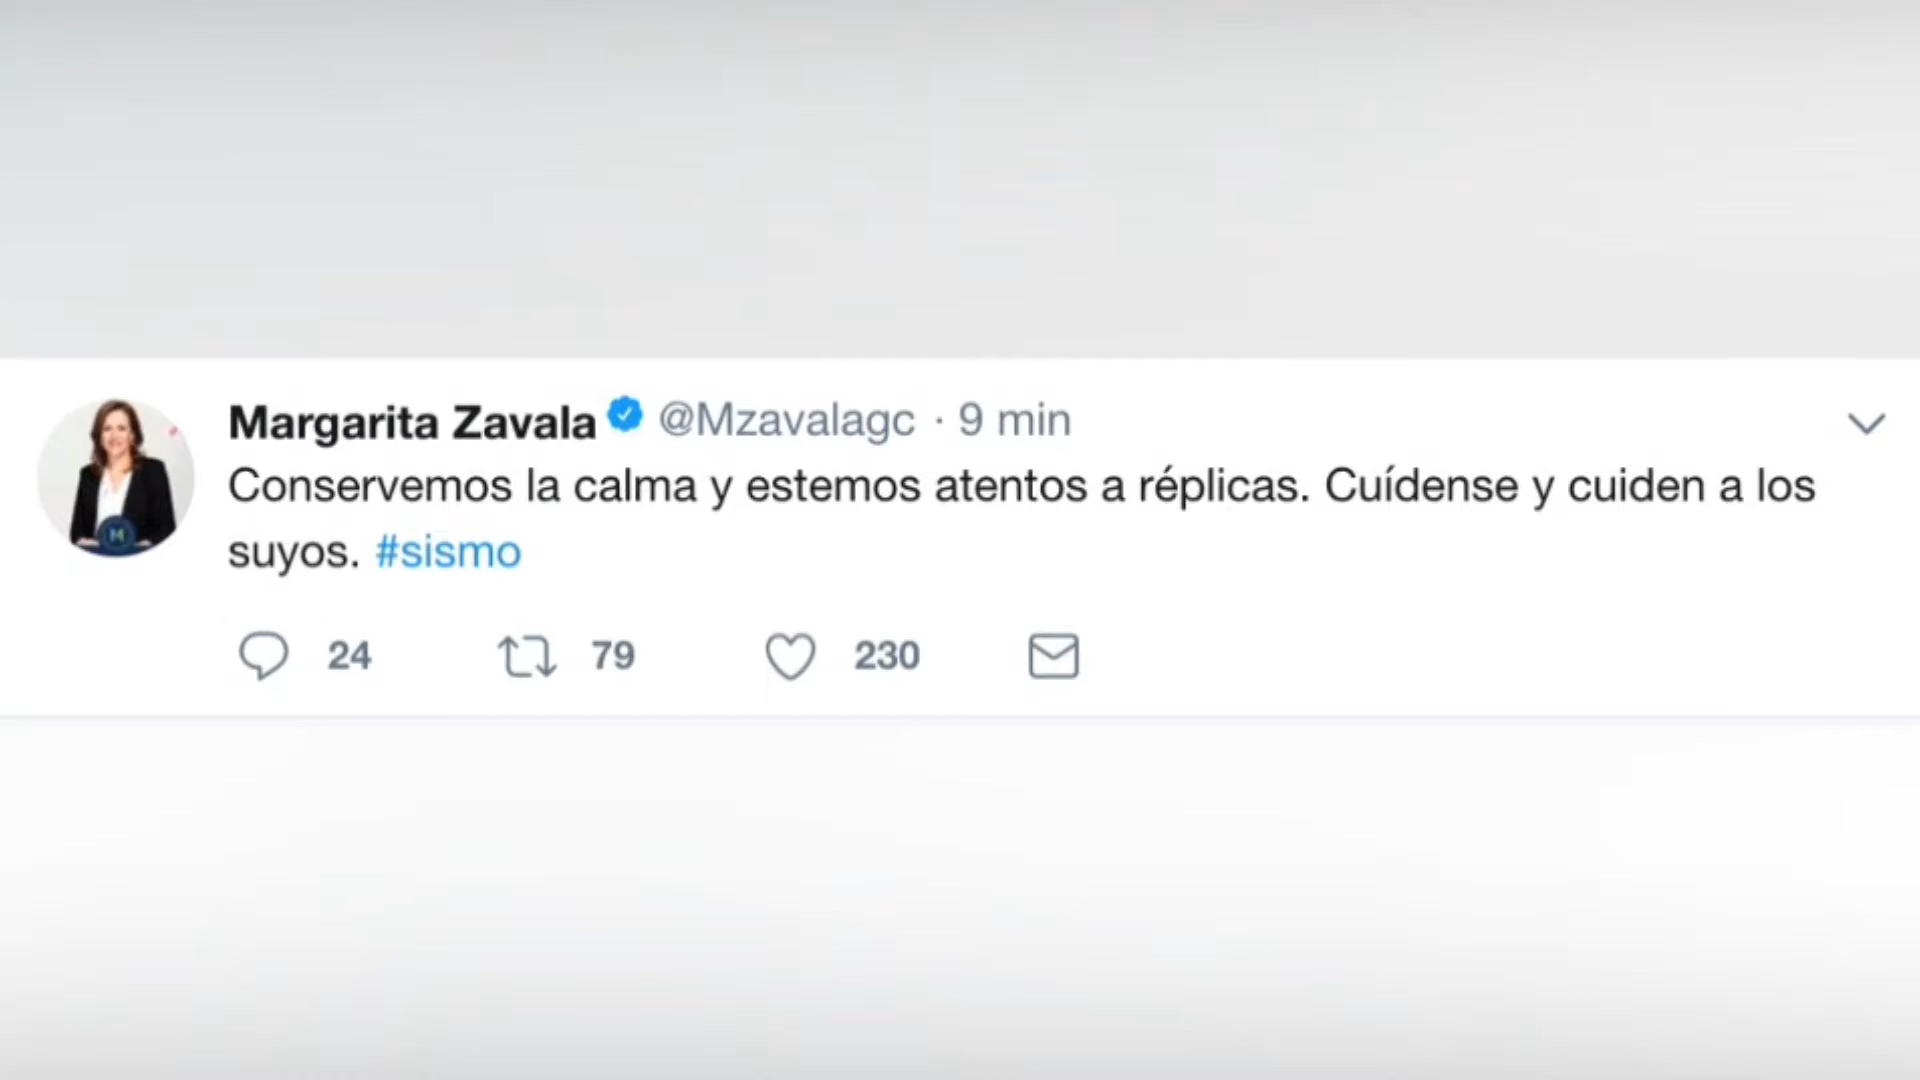 Margarita Zavala @Mzavalagc · 9 min
Conservemos la calma y estemos atentos a réplicas. Cuídense y cuiden a los
suyos. #sismo
24 79 230
M